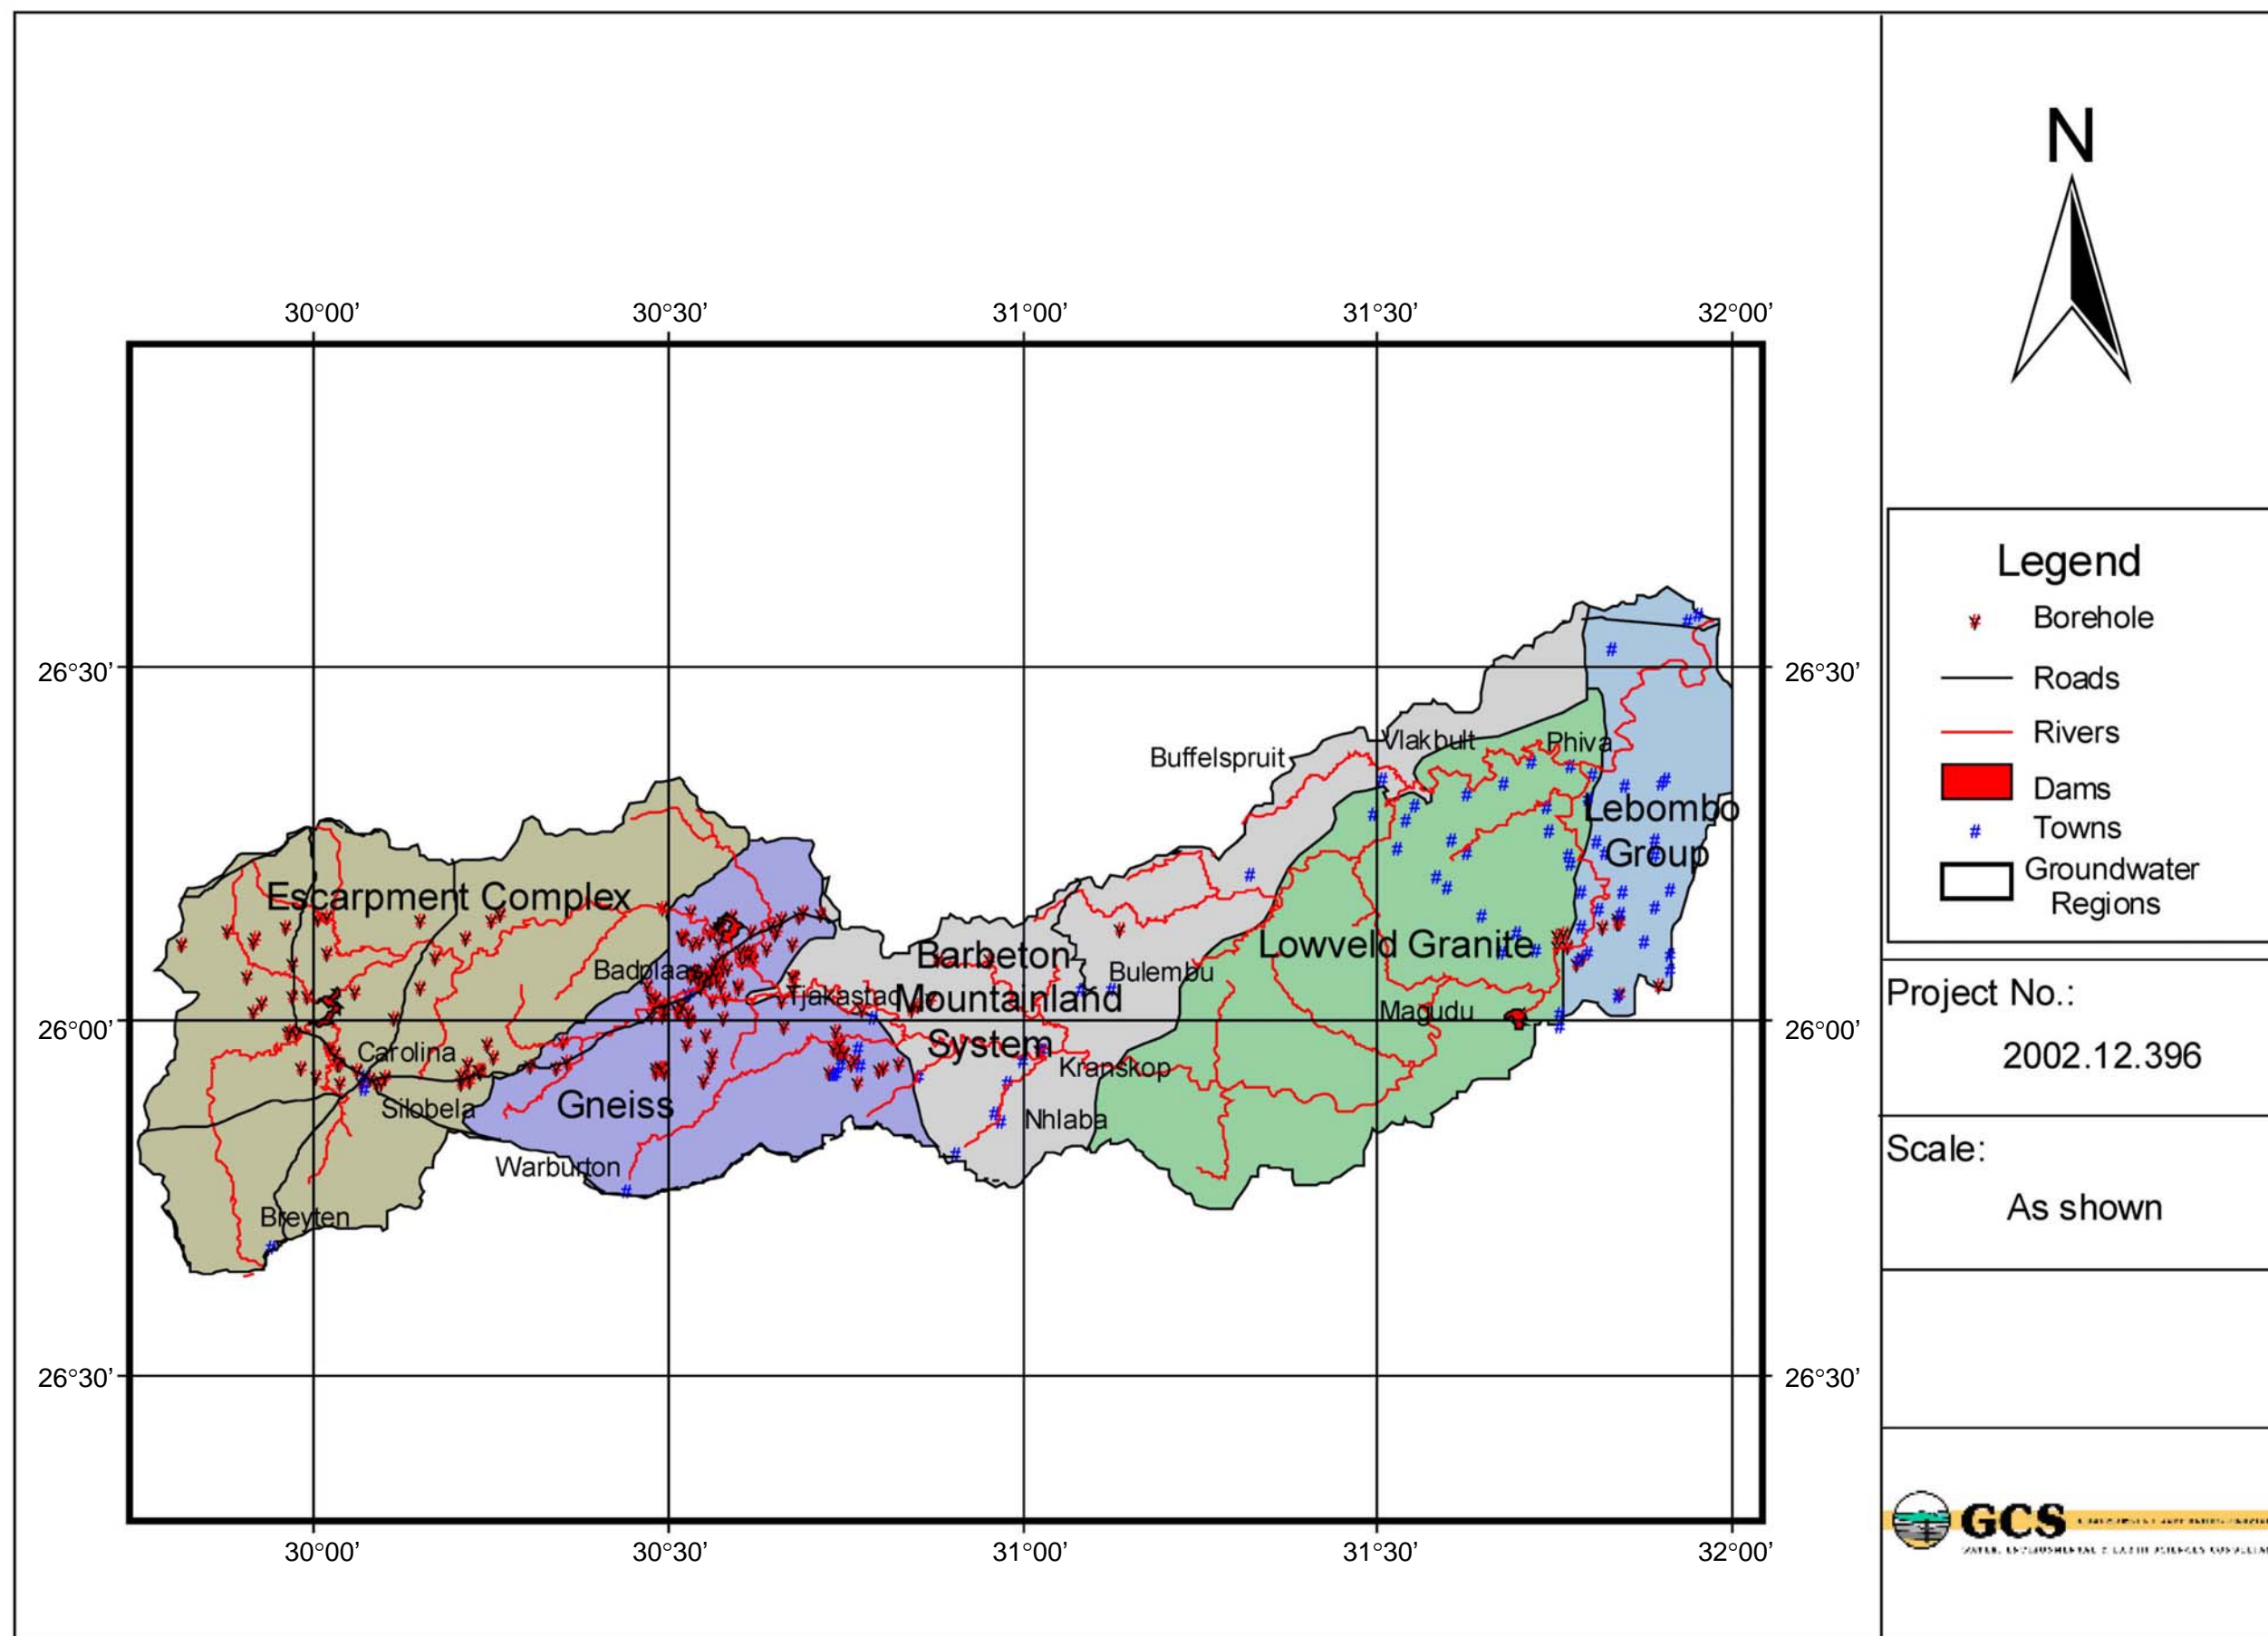 N
30°00’ 30°30’ 31°00’ 31°30’ 32°00’
26°30’ 26°30’
26°00’ 26°00’
26°30’ 26°30’
30°00’ 30°30’ 31°00’ 31°30’ 32°00’
Escarpment Complex
Gneiss
Barbeton
Mountainland
System
Lowveld Granite
Lebombo
Group
Buffelspruit
Vlakbult
Phiva
Badplaas
Tjakastad
Bulembu
Magudu
Carolina
Silobela
Kranskop
Nhlaba
Warburton
Breyten
Legend
Borehole
Roads
Rivers
Dams
# Towns
Groundwater
Regions
Project No.:
2002.12.396
Scale:
As shown
GCS